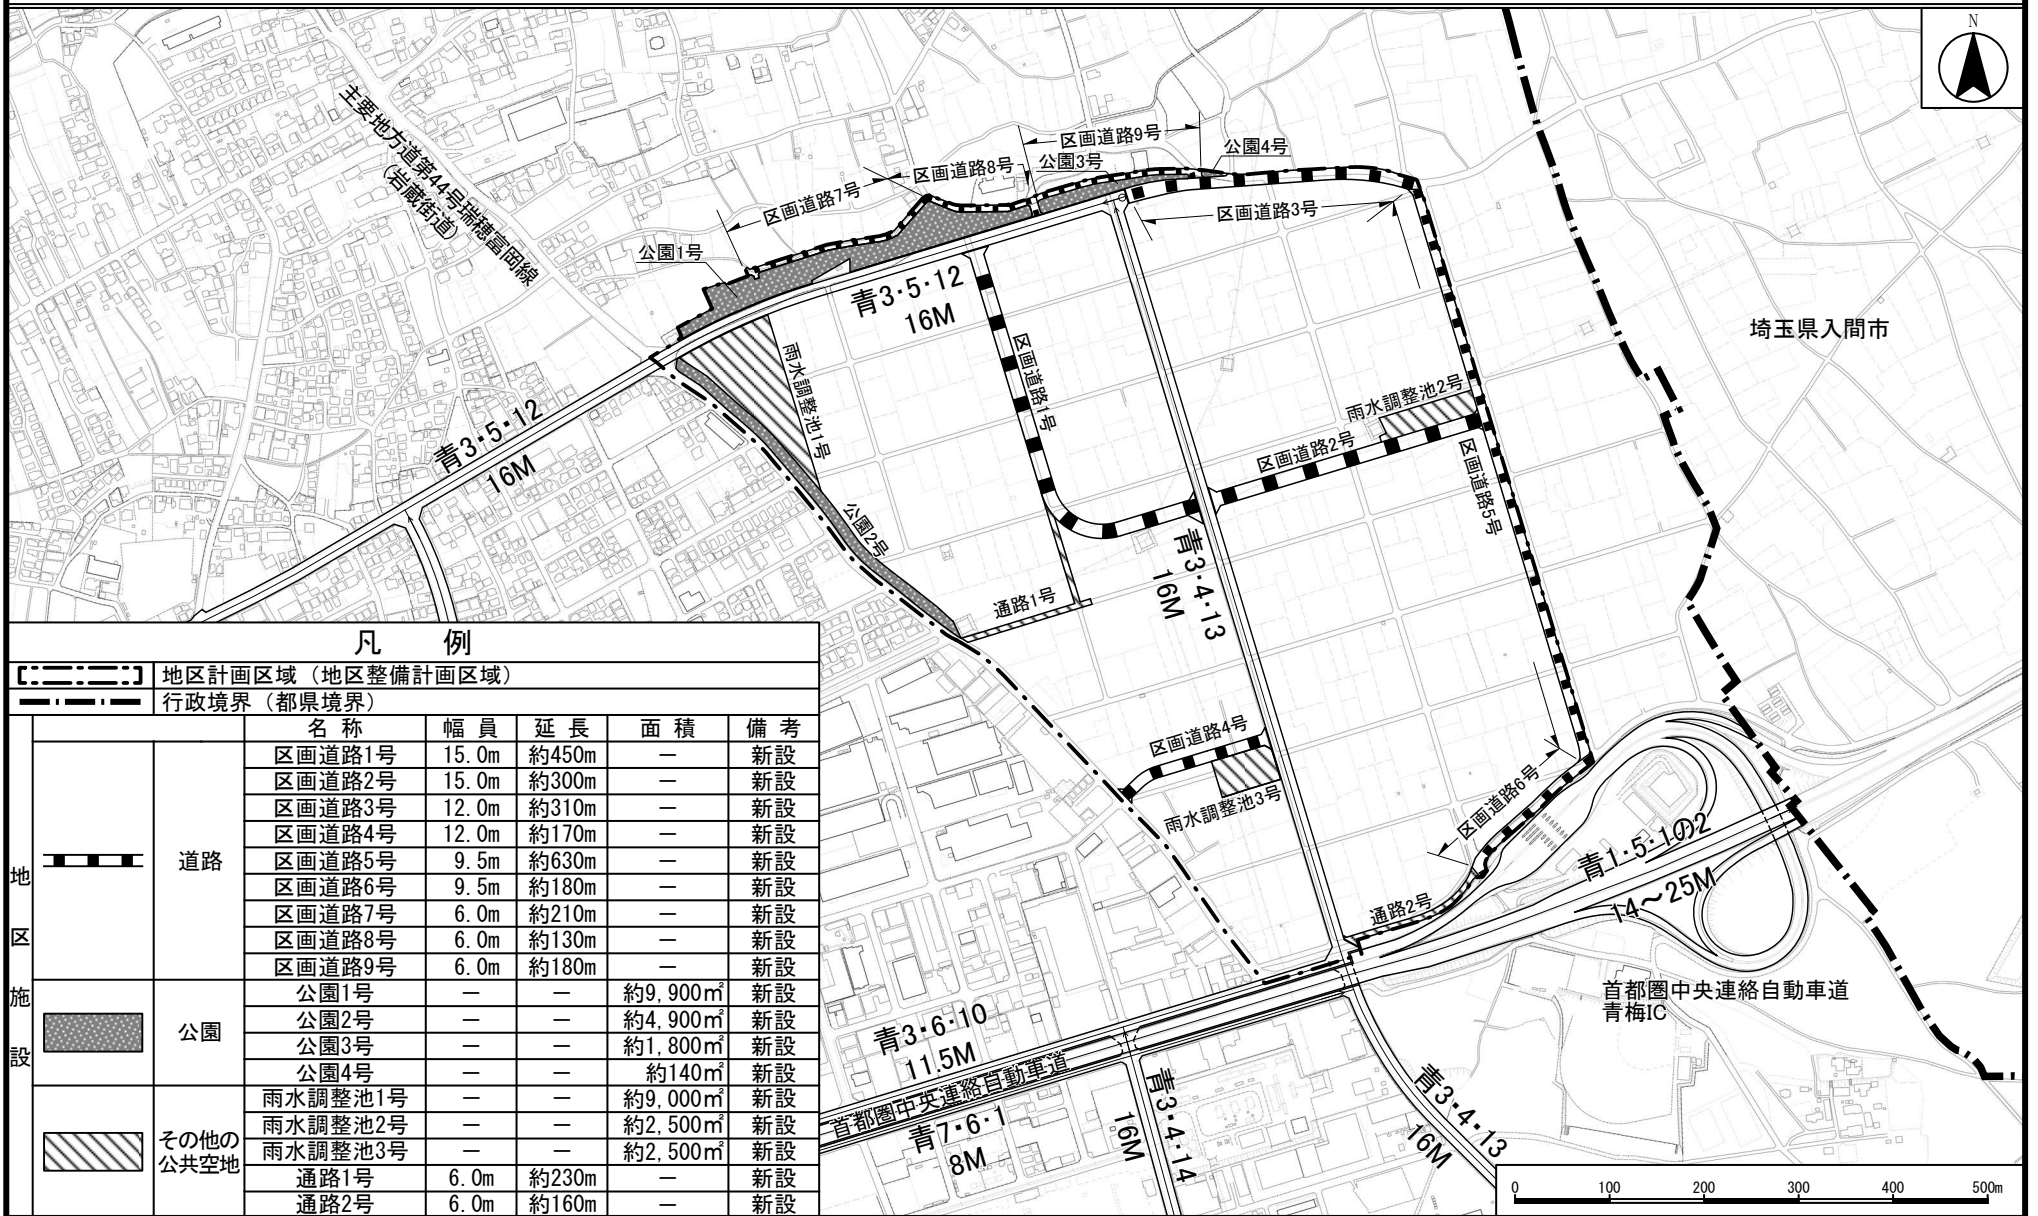 N
主要地方道第44号瑞穂富岡線
(岩蔵街道)
区画道路9号
公園3号
公園4号
区画道路8号
区画道路7号
区画道路3号
公園1号
青3・5・12
16M
区画道路1号
雨水調整池1号
埼玉県入間市
雨水調整池2号
区画道路2号
区画道路5号
青3・5・12
16M
公園2号
青3・4・13
16M
通路1号
区画道路4号
雨水調整池3号
区画道路6号
青1・5・1の2
14～25M
通路2号
首都圏中央連絡自動車道
青梅IC
青3・6・10
11.5M
首都圏中央連絡自動車道
青7・6・1
8M
青3・4・14
16M
青3・4・13
16M
凡 例
地区計画区域（地区整備計画区域）
行政境界（都県境界）
名称 幅員 延長 面積 備考
地区施設
道路
区画道路1号 15.0m 約450m － 新設
区画道路2号 15.0m 約300m － 新設
区画道路3号 12.0m 約310m － 新設
区画道路4号 12.0m 約170m － 新設
区画道路5号 9.5m 約630m － 新設
区画道路6号 9.5m 約180m － 新設
区画道路7号 6.0m 約210m － 新設
区画道路8号 6.0m 約130m － 新設
区画道路9号 6.0m 約180m － 新設
公園
公園1号 － － 約9,900㎡ 新設
公園2号 － － 約4,900㎡ 新設
公園3号 － － 約1,800㎡ 新設
公園4号 － － 約140㎡ 新設
その他の
公共空地
雨水調整池1号 － － 約9,000㎡ 新設
雨水調整池2号 － － 約2,500㎡ 新設
雨水調整池3号 － － 約2,500㎡ 新設
通路1号 6.0m 約230m － 新設
通路2号 6.0m 約160m － 新設
0 100 200 300 400 500m